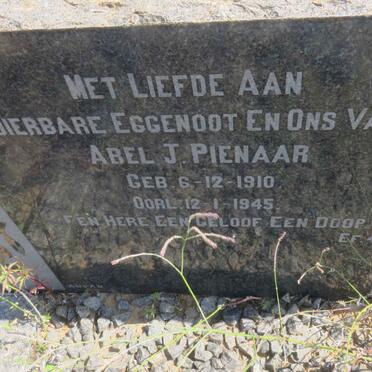 MET LIEFDE AAN
DIERBARE EGGENOOT EN ONS VA
ABEL J. PIENAAR
GEB. 6-12-1910.
OORL. 12-1-1945.
EEN HERE EEN GELOOF EEN DOOP
EF